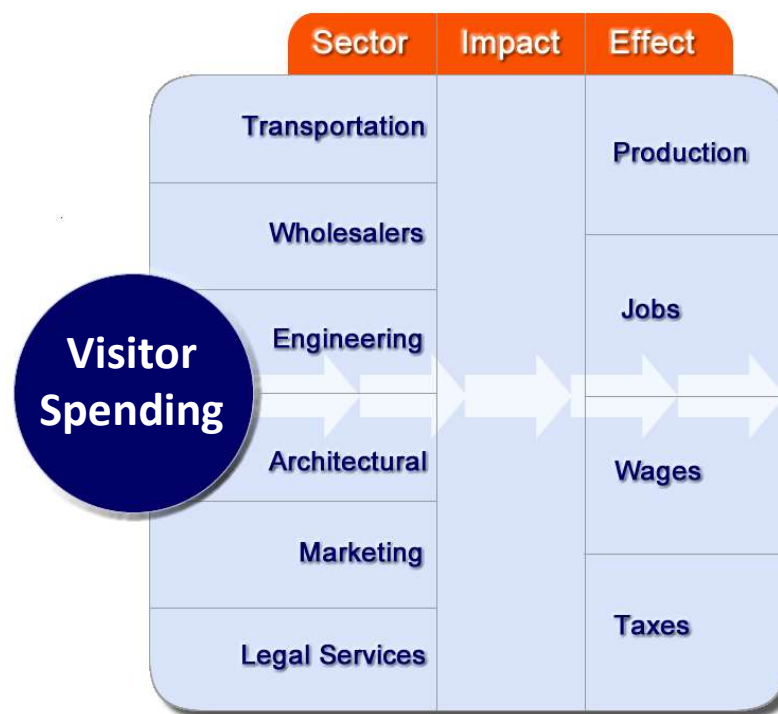 Sector Impact Effect
Transportation
Production
Wholesalers
Jobs
Engineering
Visitor
Spending
Architectural
Wages
Marketing
Taxes
Legal Services